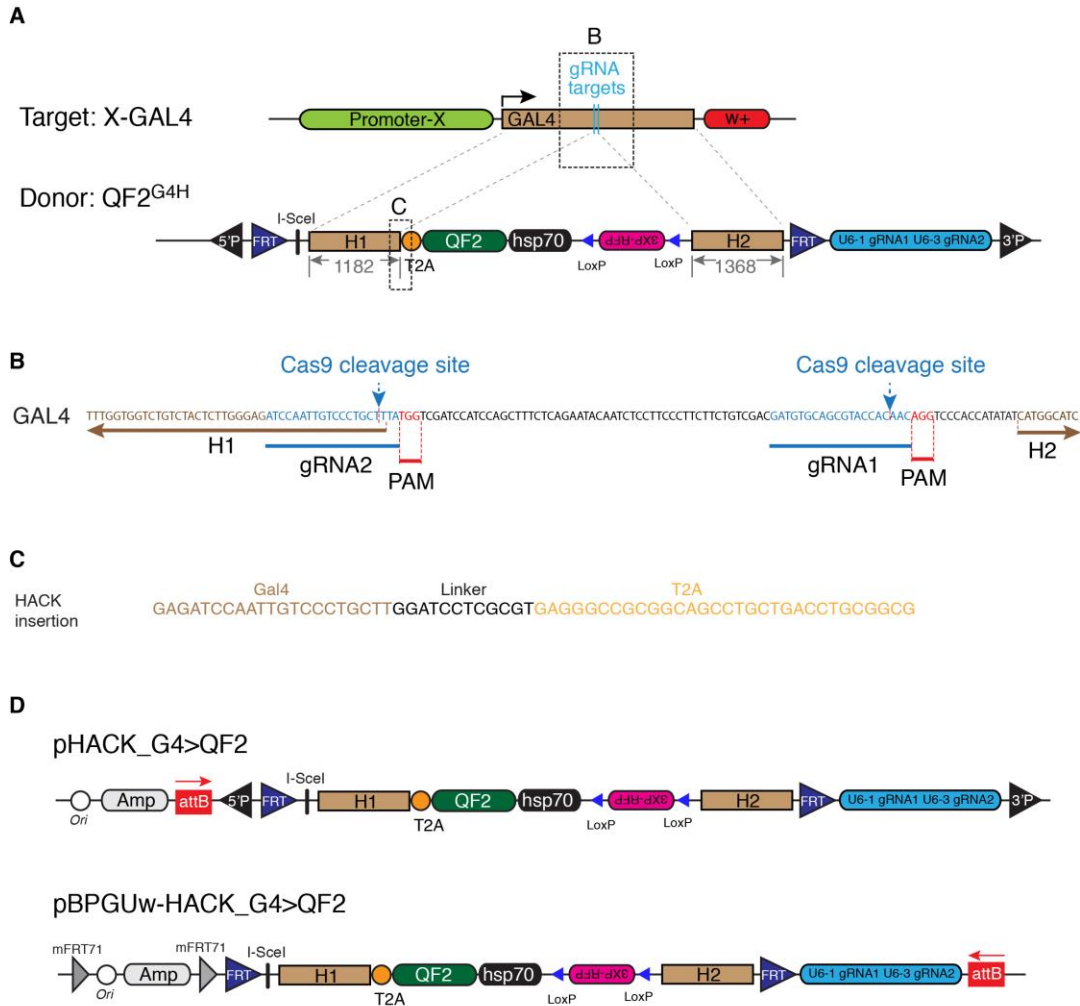 A
B
gRNA
targets
Target: X-GAL4
Promoter-X
GAL4
w+
Donor: QF2G4H
I-SceI
C
5'P
FRT
H1
QF2
hsp70
3XP-RFP
H2
FRT
U6-1 gRNA1 U6-3 gRNA2
3'P
1182
T2A
LoxP
LoxP
1368
B
Cas9 cleavage site
Cas9 cleavage site
GAL4
TTTGGTGGTCTGTCTACTCTTGGGAGATCCAATTGTCCCTGCTTTATGGTCGATCCATCCAGCTTTCTCAGAATACAATCTCCTTCCCTTCTTCTGTCGACGATGTGCAGCGTACCACAACAGGTCCCACCATATATCATGGCATC
H1
gRNA2
PAM
gRNA1
PAM
H2
C
Gal4
Linker
T2A
HACK
insertion
GAGATCCAATTGTCCCTGCTTGGATCCTCGCGTGAGGGCCGCGGCAGCCTGCTGACCTGCGGCG
D
pHACK_G4>QF2
I-SceI
Amp
attB
5'P
FRT
H1
QF2
hsp70
3XP-RFP
H2
FRT
U6-1 gRNA1 U6-3 gRNA2
3'P
Ori
T2A
LoxP
LoxP
pBPGUw-HACK_G4>QF2
mFRT71
mFRT71
I-SceI
Amp
FRT
H1
QF2
hsp70
3XP-RFP
H2
FRT
U6-1 gRNA1 U6-3 gRNA2
attB
Ori
T2A
LoxP
LoxP